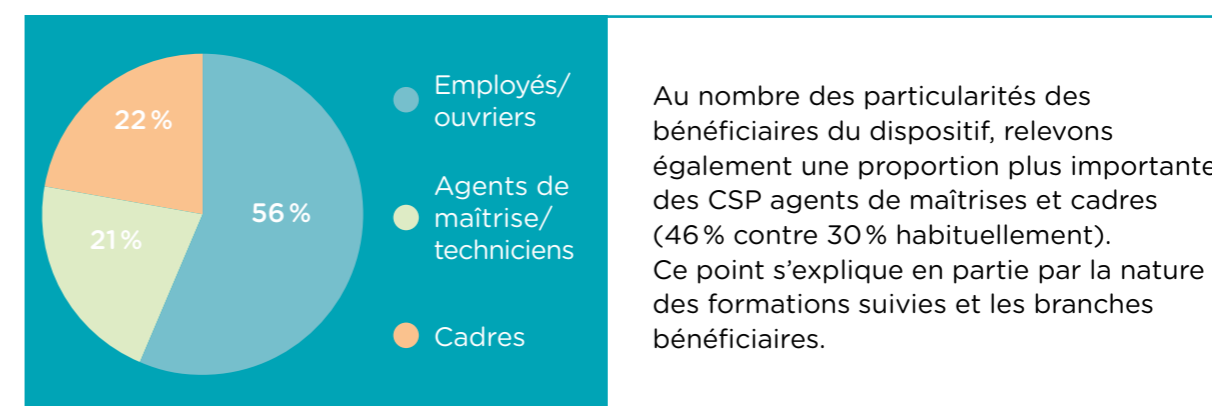 22 %
56 %
21 %
Employés/
ouvriers
Agents de
maîtrise/
techniciens
Cadres
Au nombre des particularités des
bénéficiaires du dispositif, relevons
également une proportion plus importante
des CSP agents de maîtrises et cadres
(46 % contre 30 % habituellement).
Ce point s’explique en partie par la nature
des formations suivies et les branches
bénéficiaires.